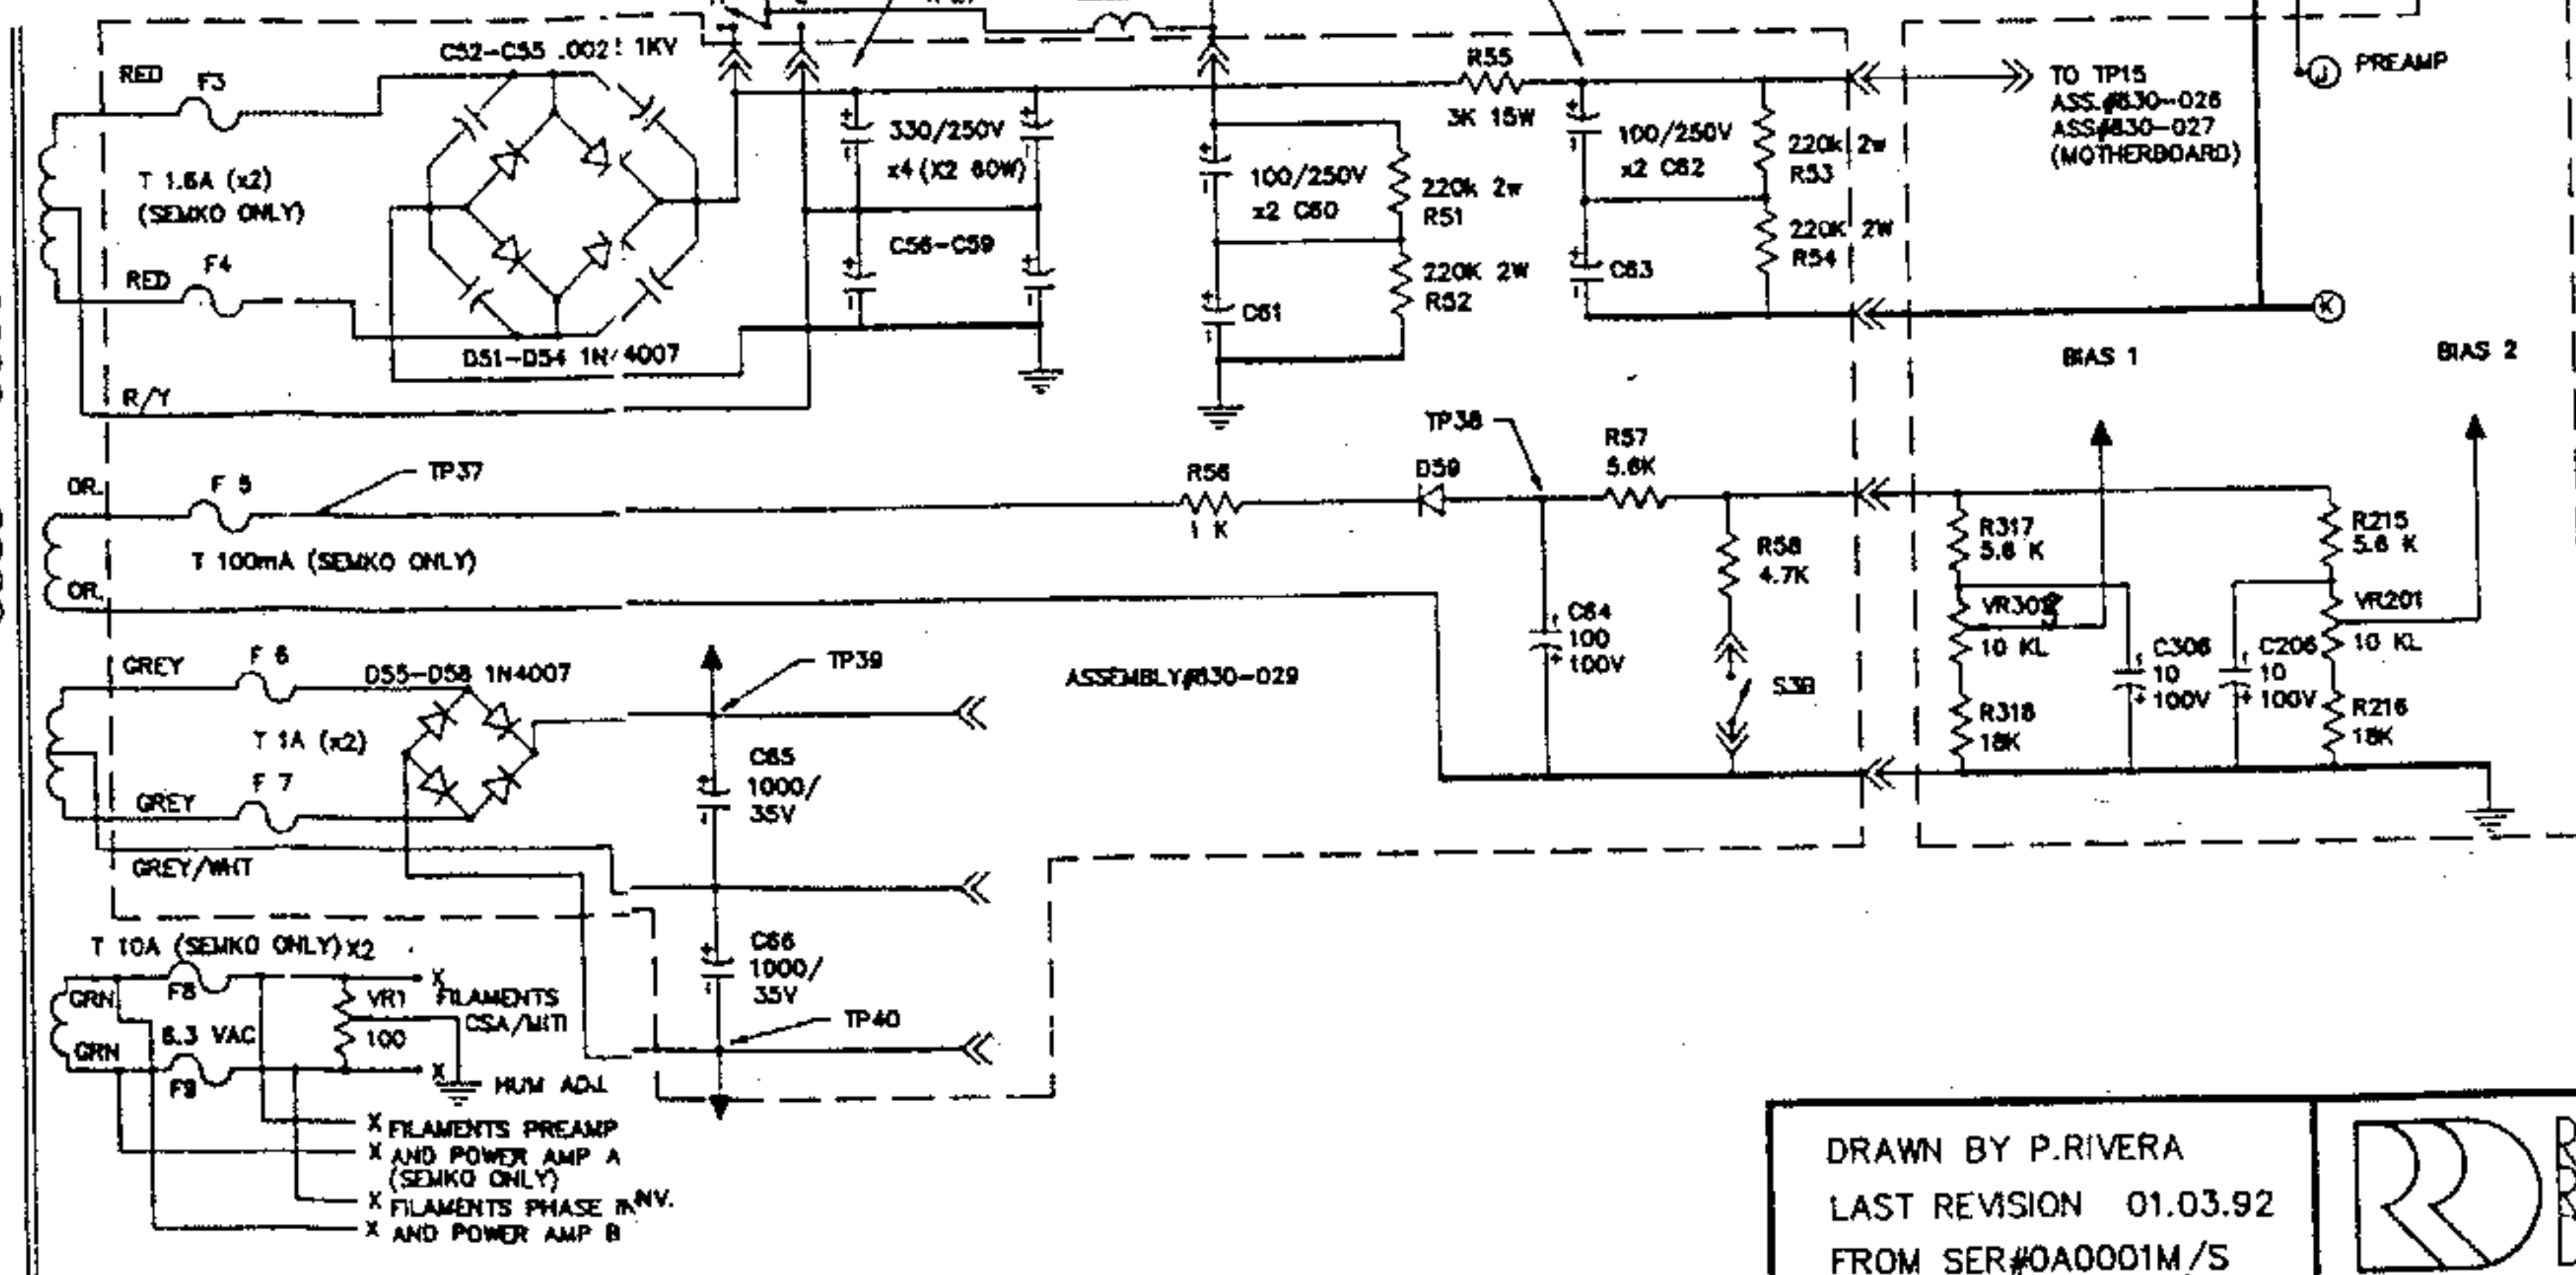 C52-C55 .002 1KV
RED
F3
T 1.6A (x2)
(SEMKO ONLY)
RED
F4
D51-D54 1N/4007
R/Y
330/250V
x4 (X2 60W)
C56-C59
100/250V
x2 C60
C61
220k 2w
R51
220K 2W
R52
R55
3K 15W
100/250V
x2 C62
C63
220k 2w
R53
220K 2W
R54
TO TP15
ASS.#630-026
ASS#630-027
(MOTHERBOARD)
J PREAMP
K
BIAS 1
BIAS 2
OR.
F 5
TP37
T 100mA (SEMKO ONLY)
OR.
R56
1 K
D59
TP38
R57
5.6K
R58
4.7K
S3B
C64
100
100V
R317
5.6 K
VR301
10 KL
R318
18K
C306
10
100V
C206
10
100V
R215
5.6 K
VR201
10 KL
R216
18K
GREY
F 6
D55-D58 1N4007
T 1A (x2)
F 7
GREY
GREY/WHT
TP39
C65
1000/
35V
C66
1000/
35V
TP40
ASSEMBLY#630-029
T 10A (SEMKO ONLY) X2
GRN
F8
6.3 VAC
GRN
F9
VR1
100
X
FILAMENTS
CSA/MITI
X
HUM ADJ.
X FILAMENTS PREAMP
X AND POWER AMP A
(SEMKO ONLY)
X FILAMENTS PHASE INV.
X AND POWER AMP B
DRAWN BY P.RIVERA
LAST REVISION 01.03.92
FROM SER#0A0001M/S